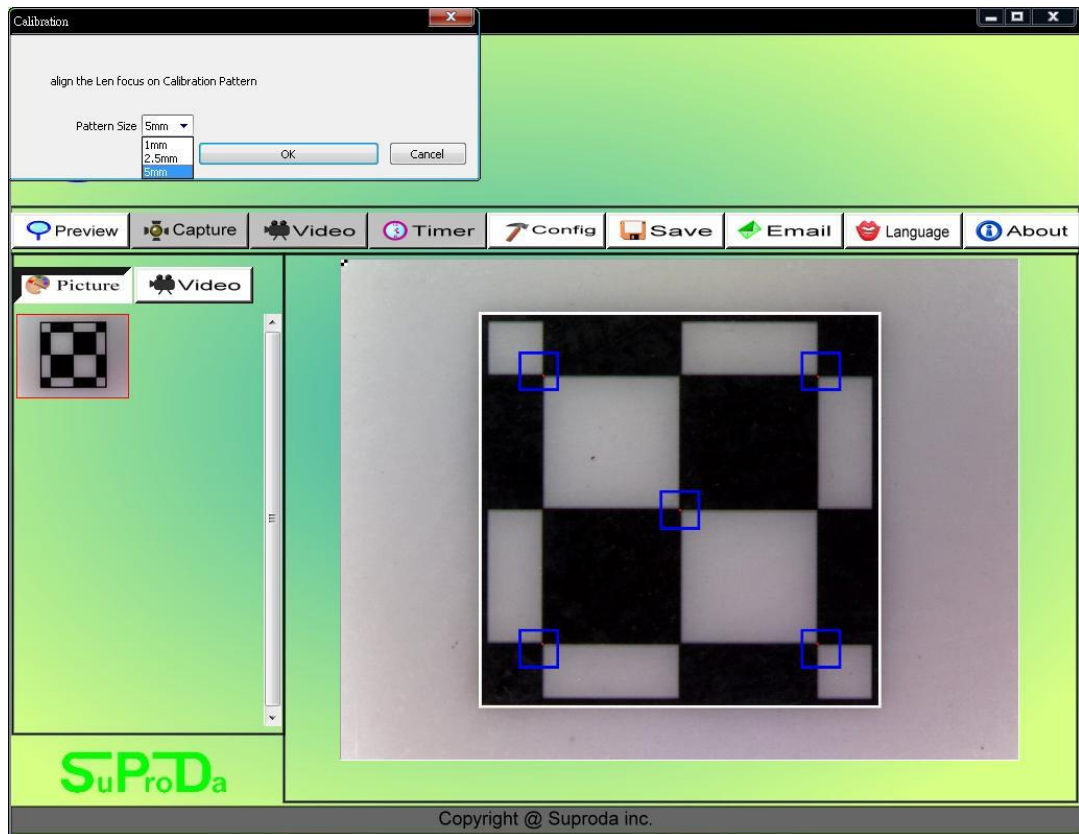 Calibration
align the Len focus on Calibration Pattern
Pattern Size 5mm
1mm
2.5mm
5mm
OK Cancel
Preview Capture Video Timer Config Save Email Language About
Picture Video
SuProDa
Copyright @ Suproda inc.